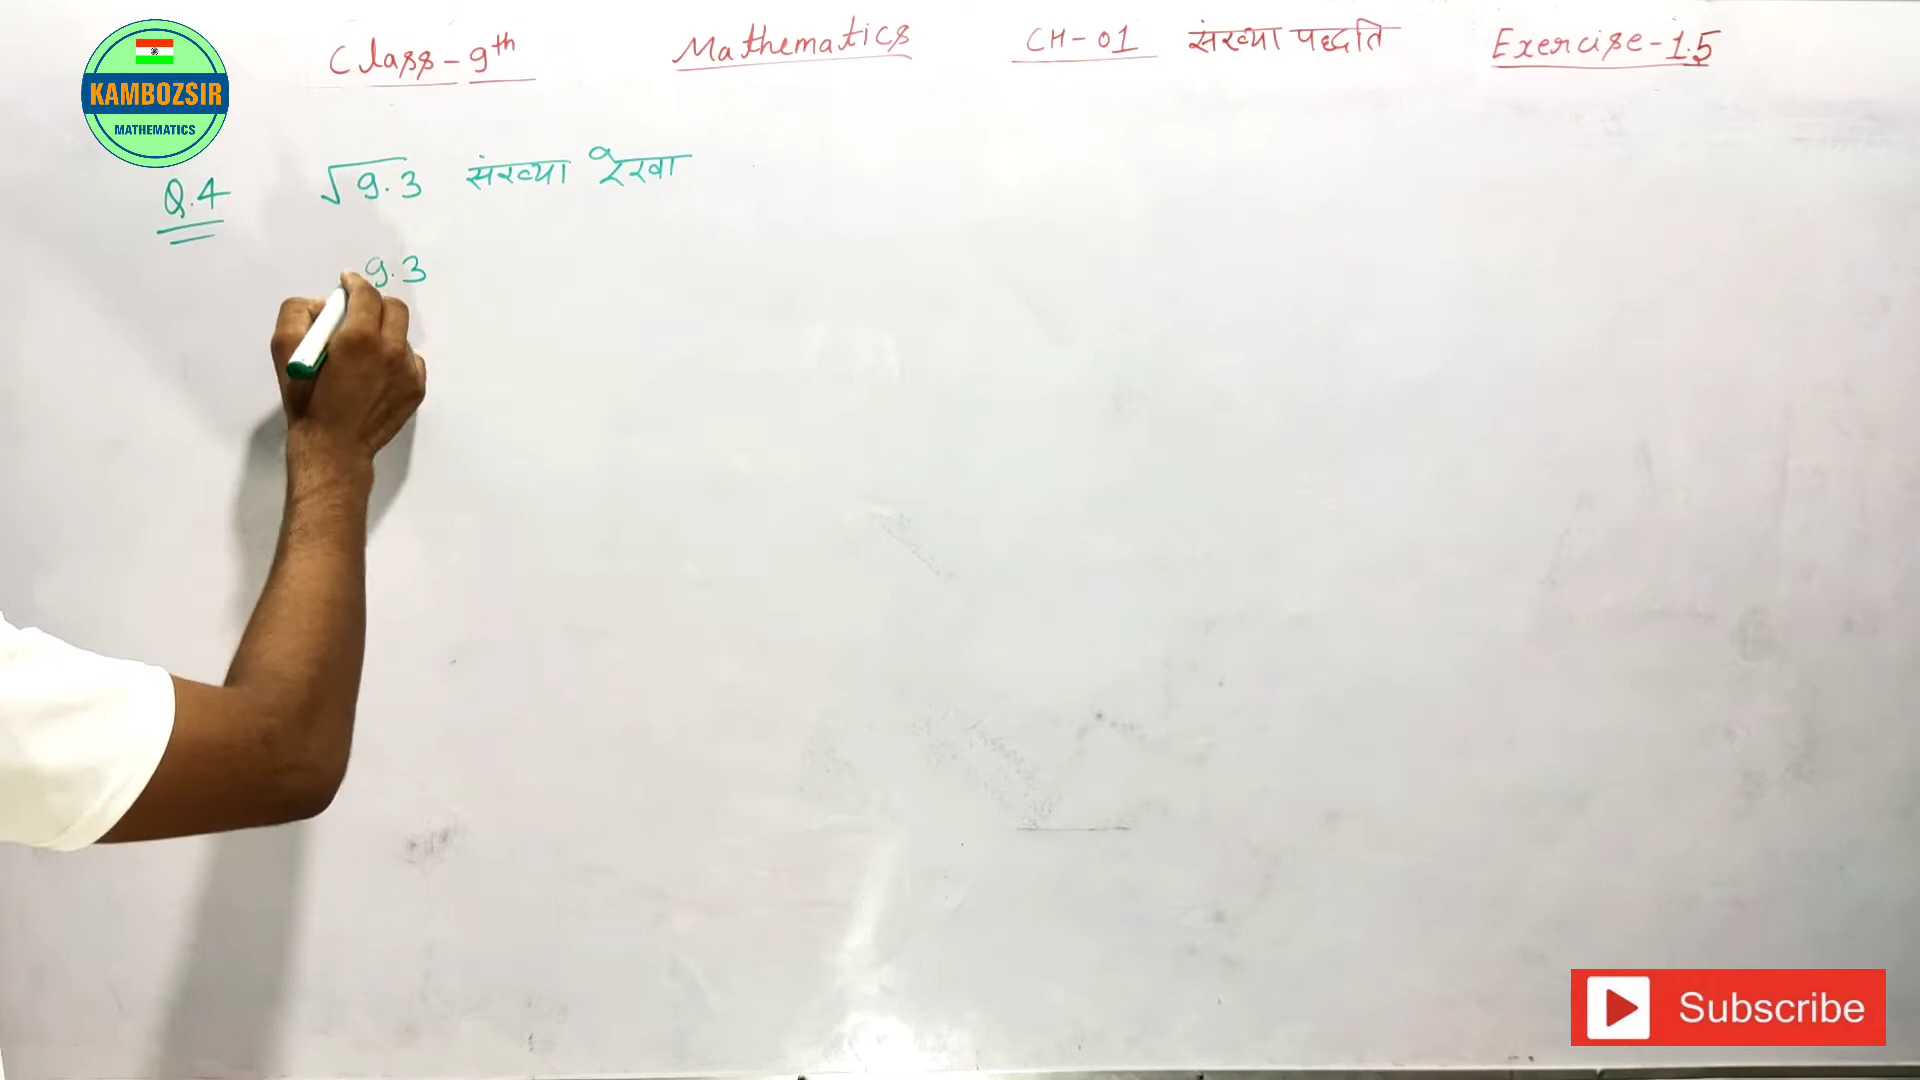 Class-9th Mathematics CH-01 संख्या पद्धति Exercise-1.5
KAMBOZSIR
MATHEMATICS
Q.4 √9.3 संख्या रेखा
9.3
Subscribe